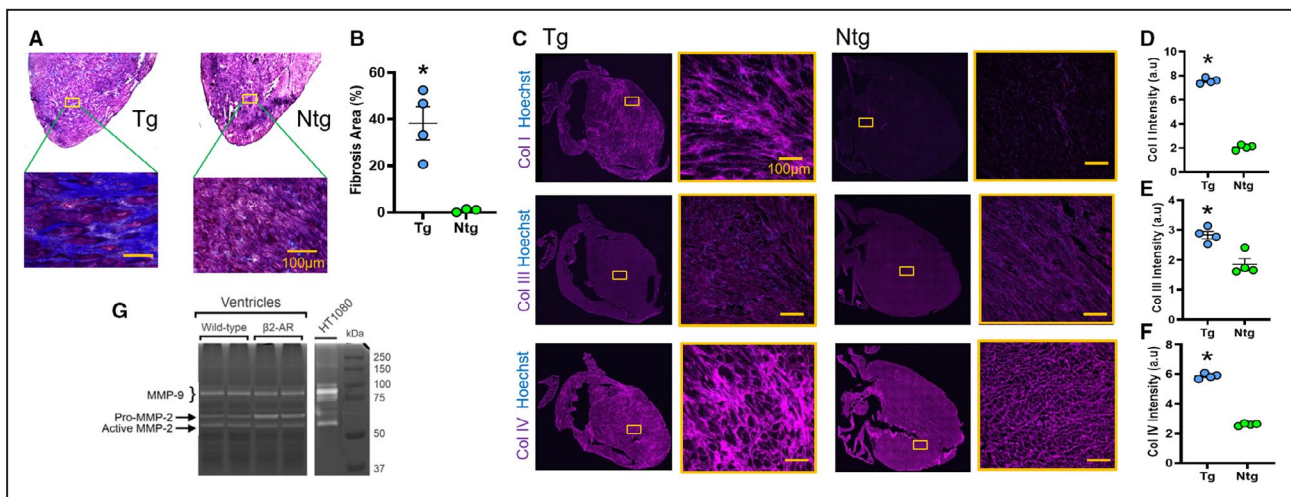 A
Tg
Ntg
100µm
B
Fibrosis Area (%)
60
40
20
0
*
Tg
Ntg
C
Tg
Ntg
Col I Hoechst
100µm
Col III Hoechst
Col IV Hoechst
D
Col I Intensity (a.u)
10
8
6
4
2
0
*
Tg
Ntg
E
Col III Intensity (a.u)
4
3
2
1
0
*
Tg
Ntg
F
Col IV Intensity (a.u)
6
4
2
0
*
Tg
Ntg
G
Ventricles
Wild-type
β2-AR
HT1080
kDa
250
150
100
75
50
37
MMP-9
Pro-MMP-2
Active MMP-2